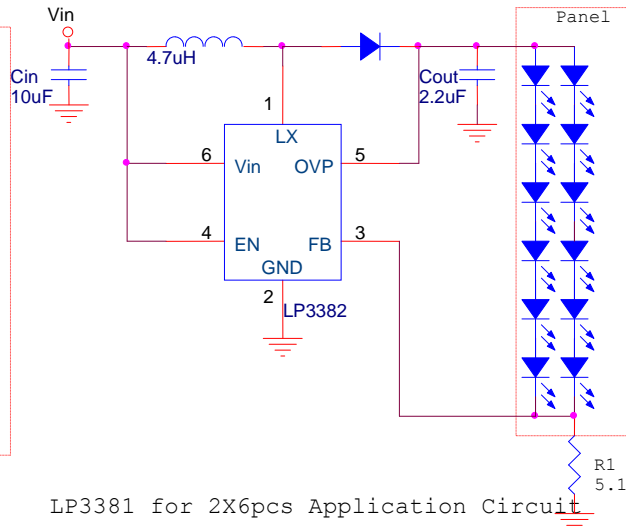 Panel
Vin
4.7uH
Cin
10uF
Cout
2.2uF
1
LX
6
Vin
OVP
5
4
EN
FB
3
GND
2
LP3382
R1
5.1
LP3381 for 2X6pcs Application Circuit